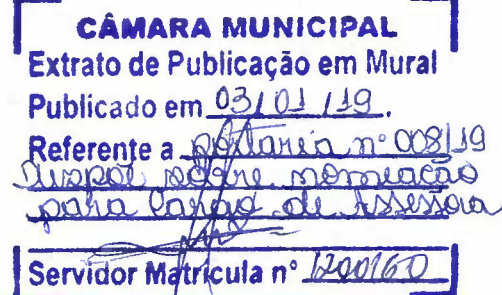 CÂMARA MUNICIPAL
Extrato de Publicação em Mural
Publicado em 03/01/19.
Referente a portaria nº 008/19
Dispõe sobre nomeação
para Cargo de Assessora
Servidor Matrícula nº 1200160